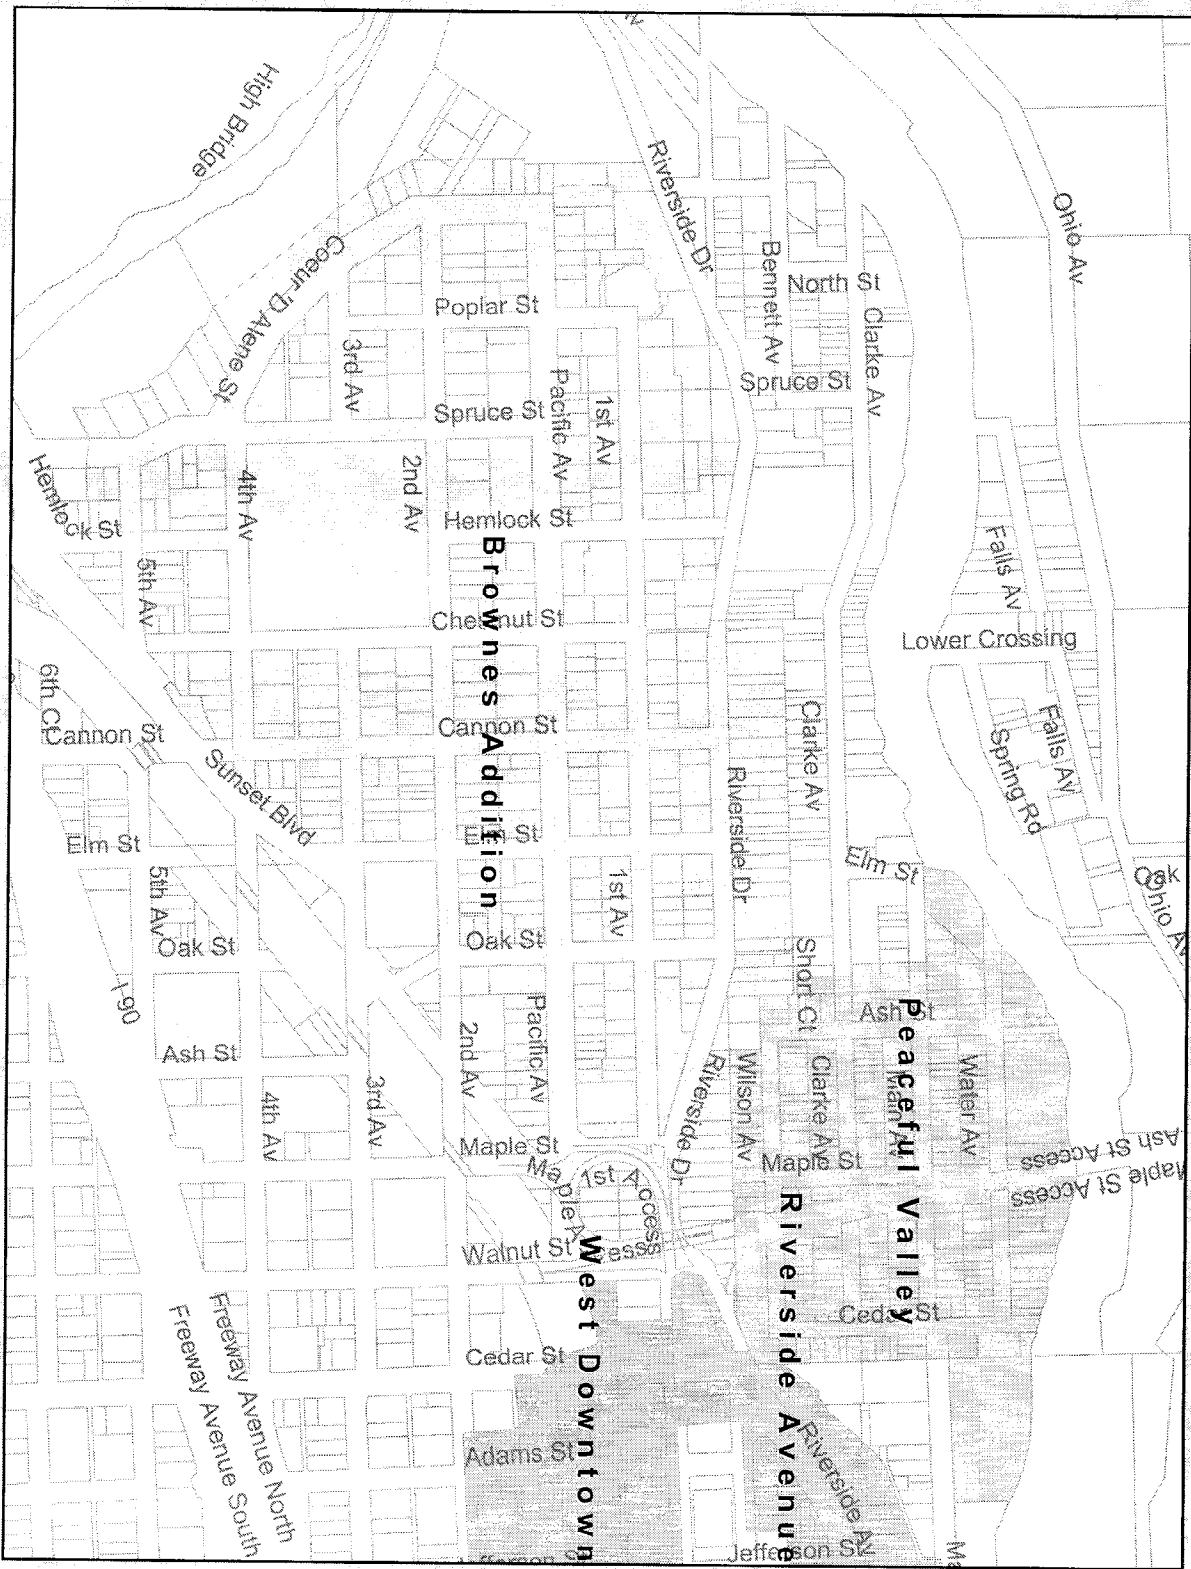 High Bridge
Riverside Dr
Ohio Av
Coeur 'D Alene St
Bennett Av
North St
Poplar St
Clarke Av
3rd Av
Spruce St
Pacific Av
1st Av
Spruce St
Hemlock St
4th Av
2nd Av
Hemlock St
Falls Av
5th Av
Chestnut St
Lower Crossing
Brownes Addition
6th Ct
Cannon St
Cannon St
Clarke Av
Falls Av
Spring Rd
Sunset Blvd
Riverside Dr
Elm St
Elm St
Elm St
5th Av
1st Av
Oak
Ohio Av
Oak St
Oak St
Short Ct
I-90
Pacific Av
2nd Av
Ash St
Peaceful Valley
Ash St
3rd Av
4th Av
Riverside Dr
Wilson Av
Clarke Av
Main Av
Water Av
Maple St
Maple St
Ash St Access
Maple St Access
1st Access
Maple Access
Walnut St
Riverside Avenue
West Downtown
Cedar St
Freeway Avenue North
Freeway Avenue South
Cedar St
Adams St
Riverside Av
Jefferson St
Jefferson St